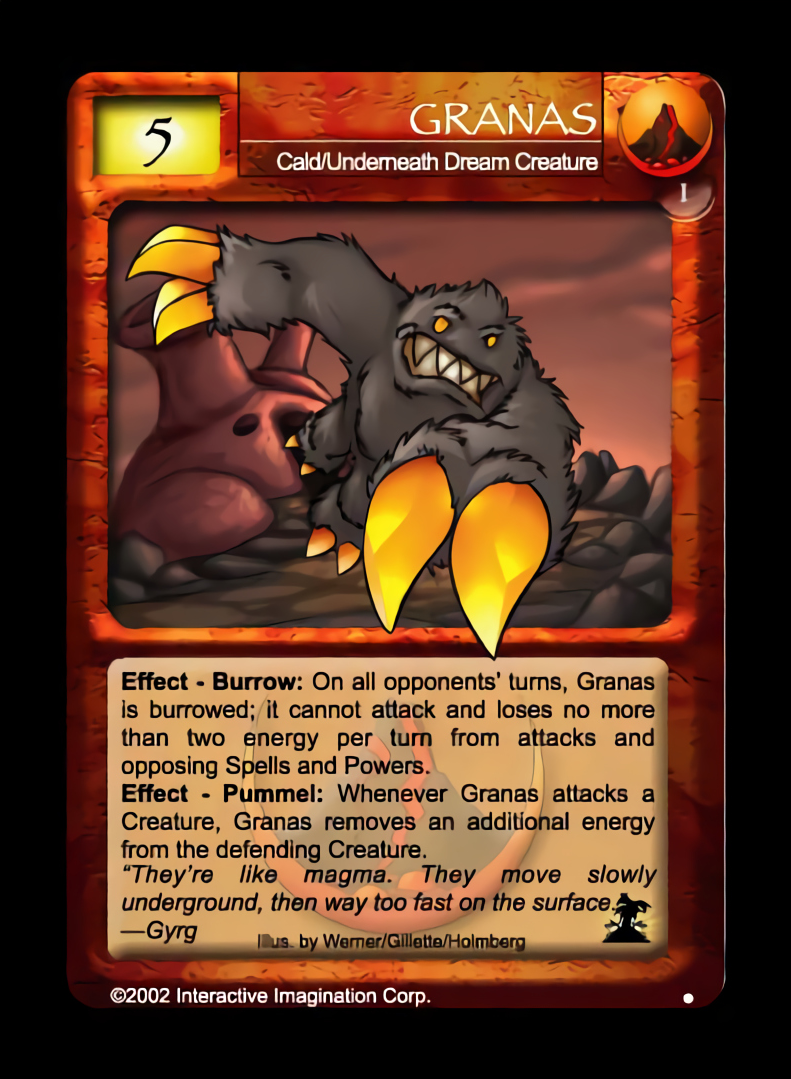 5
GRANAS
Cald/Underneath Dream Creature
1
Effect - Burrow: On all opponents' turns, Granas
is burrowed; it cannot attack and loses no more
than two energy per turn from attacks and
opposing Spells and Powers.
Effect - Pummel: Whenever Granas attacks a
Creature, Granas removes an additional energy
from the defending Creature.
"They're like magma. They move slowly
underground, then way too fast on the surface.
—Gyrg
Illus. by Werner/Gillette/Holmberg
©2002 Interactive Imagination Corp.